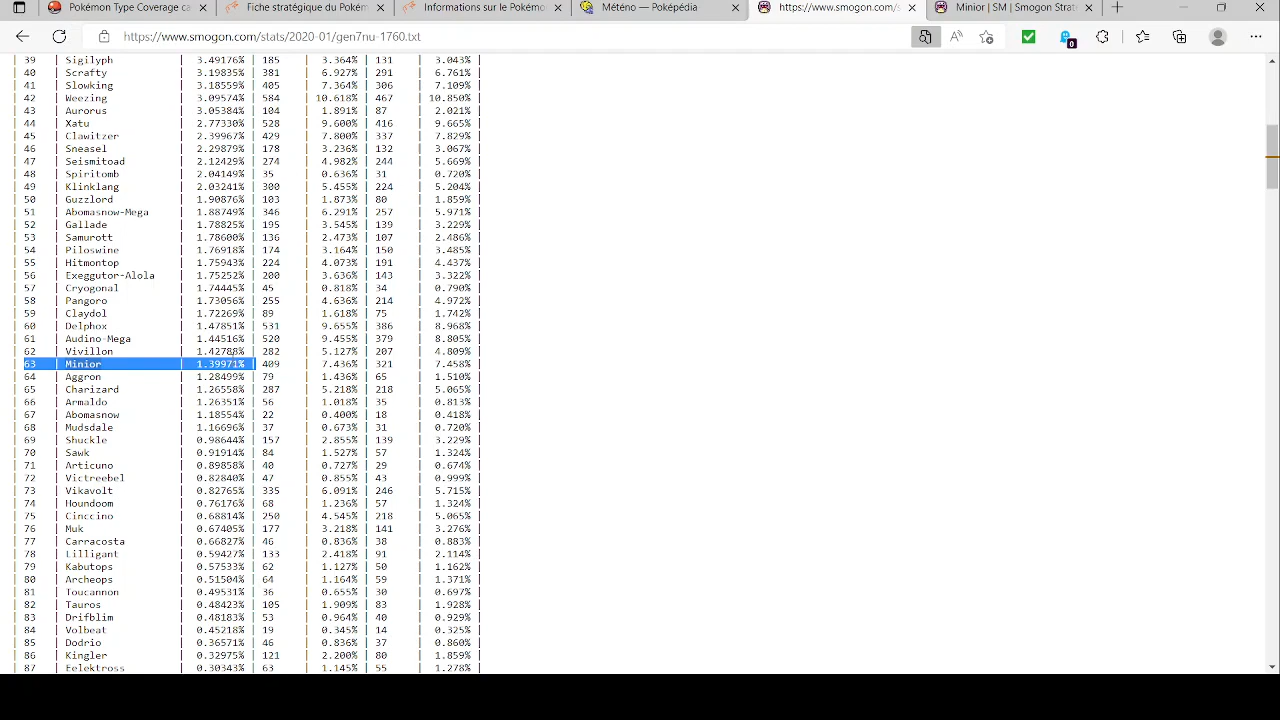 Pokémon Type Coverage ca
Fiche stratégique du Pokém
Informations sur le Pokémo
Météno — Poképédia
https://www.smogon.com/s
Minior | SM | Smogon Strat
https://www.smogon.com/stats/2020-01/gen7nu-1760.txt
0
| 39 | Sigilyph | 3.49176% | 185 | 3.364% | 131 | 3.043% |
| 40 | Scrafty | 3.19835% | 381 | 6.927% | 291 | 6.761% |
| 41 | Slowking | 3.18559% | 405 | 7.364% | 306 | 7.109% |
| 42 | Weezing | 3.09574% | 584 | 10.618% | 467 | 10.850% |
| 43 | Aurorus | 3.05384% | 104 | 1.891% | 87 | 2.021% |
| 44 | Xatu | 2.77330% | 528 | 9.600% | 416 | 9.665% |
| 45 | Clawitzer | 2.39967% | 429 | 7.800% | 337 | 7.829% |
| 46 | Sneasel | 2.29879% | 178 | 3.236% | 132 | 3.067% |
| 47 | Seismitoad | 2.12429% | 274 | 4.982% | 244 | 5.669% |
| 48 | Spiritomb | 2.04149% | 35 | 0.636% | 31 | 0.720% |
| 49 | Klinklang | 2.03241% | 300 | 5.455% | 224 | 5.204% |
| 50 | Guzzlord | 1.90876% | 103 | 1.873% | 80 | 1.859% |
| 51 | Abomasnow-Mega | 1.88749% | 346 | 6.291% | 257 | 5.971% |
| 52 | Gallade | 1.78825% | 195 | 3.545% | 139 | 3.229% |
| 53 | Samurott | 1.78600% | 136 | 2.473% | 107 | 2.486% |
| 54 | Piloswine | 1.76918% | 174 | 3.164% | 150 | 3.485% |
| 55 | Hitmontop | 1.75943% | 224 | 4.073% | 191 | 4.437% |
| 56 | Exeggutor-Alola | 1.75252% | 200 | 3.636% | 143 | 3.322% |
| 57 | Cryogonal | 1.74445% | 45 | 0.818% | 34 | 0.790% |
| 58 | Pangoro | 1.73056% | 255 | 4.636% | 214 | 4.972% |
| 59 | Claydol | 1.72269% | 89 | 1.618% | 75 | 1.742% |
| 60 | Delphox | 1.47851% | 531 | 9.655% | 386 | 8.968% |
| 61 | Audino-Mega | 1.44516% | 520 | 9.455% | 379 | 8.805% |
| 62 | Vivillon | 1.42788% | 282 | 5.127% | 207 | 4.809% |
| 63 | Minior | 1.39971% | 409 | 7.436% | 321 | 7.458% |
| 64 | Aggron | 1.28499% | 79 | 1.436% | 65 | 1.510% |
| 65 | Charizard | 1.26558% | 287 | 5.218% | 218 | 5.065% |
| 66 | Armaldo | 1.26351% | 56 | 1.018% | 35 | 0.813% |
| 67 | Abomasnow | 1.18554% | 22 | 0.400% | 18 | 0.418% |
| 68 | Mudsdale | 1.16696% | 37 | 0.673% | 31 | 0.720% |
| 69 | Shuckle | 0.98644% | 157 | 2.855% | 139 | 3.229% |
| 70 | Sawk | 0.91914% | 84 | 1.527% | 57 | 1.324% |
| 71 | Articuno | 0.89858% | 40 | 0.727% | 29 | 0.674% |
| 72 | Victreebel | 0.82840% | 47 | 0.855% | 43 | 0.999% |
| 73 | Vikavolt | 0.82765% | 335 | 6.091% | 246 | 5.715% |
| 74 | Houndoom | 0.76176% | 68 | 1.236% | 57 | 1.324% |
| 75 | Cinccino | 0.68814% | 250 | 4.545% | 218 | 5.065% |
| 76 | Muk | 0.67405% | 177 | 3.218% | 141 | 3.276% |
| 77 | Carracosta | 0.66827% | 46 | 0.836% | 38 | 0.883% |
| 78 | Lilligant | 0.59427% | 133 | 2.418% | 91 | 2.114% |
| 79 | Kabutops | 0.57533% | 62 | 1.127% | 50 | 1.162% |
| 80 | Archeops | 0.51504% | 64 | 1.164% | 59 | 1.371% |
| 81 | Toucannon | 0.49531% | 36 | 0.655% | 30 | 0.697% |
| 82 | Tauros | 0.48423% | 105 | 1.909% | 83 | 1.928% |
| 83 | Drifblim | 0.48183% | 53 | 0.964% | 40 | 0.929% |
| 84 | Volbeat | 0.45218% | 19 | 0.345% | 14 | 0.325% |
| 85 | Dodrio | 0.36571% | 46 | 0.836% | 37 | 0.860% |
| 86 | Kingler | 0.32975% | 121 | 2.200% | 80 | 1.859% |
| 87 | Eelektross | 0.30343% | 63 | 1.145% | 55 | 1.278% |